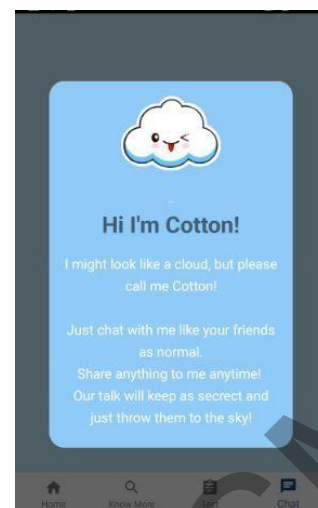 Hi I'm Cotton!
I might look like a cloud, but please
call me Cotton!
Just chat with me like your friends
as normal.
Share anything to me anytime!
Our talk will keep as secrect and
just throw them to the sky!
Home Know More Test Chat